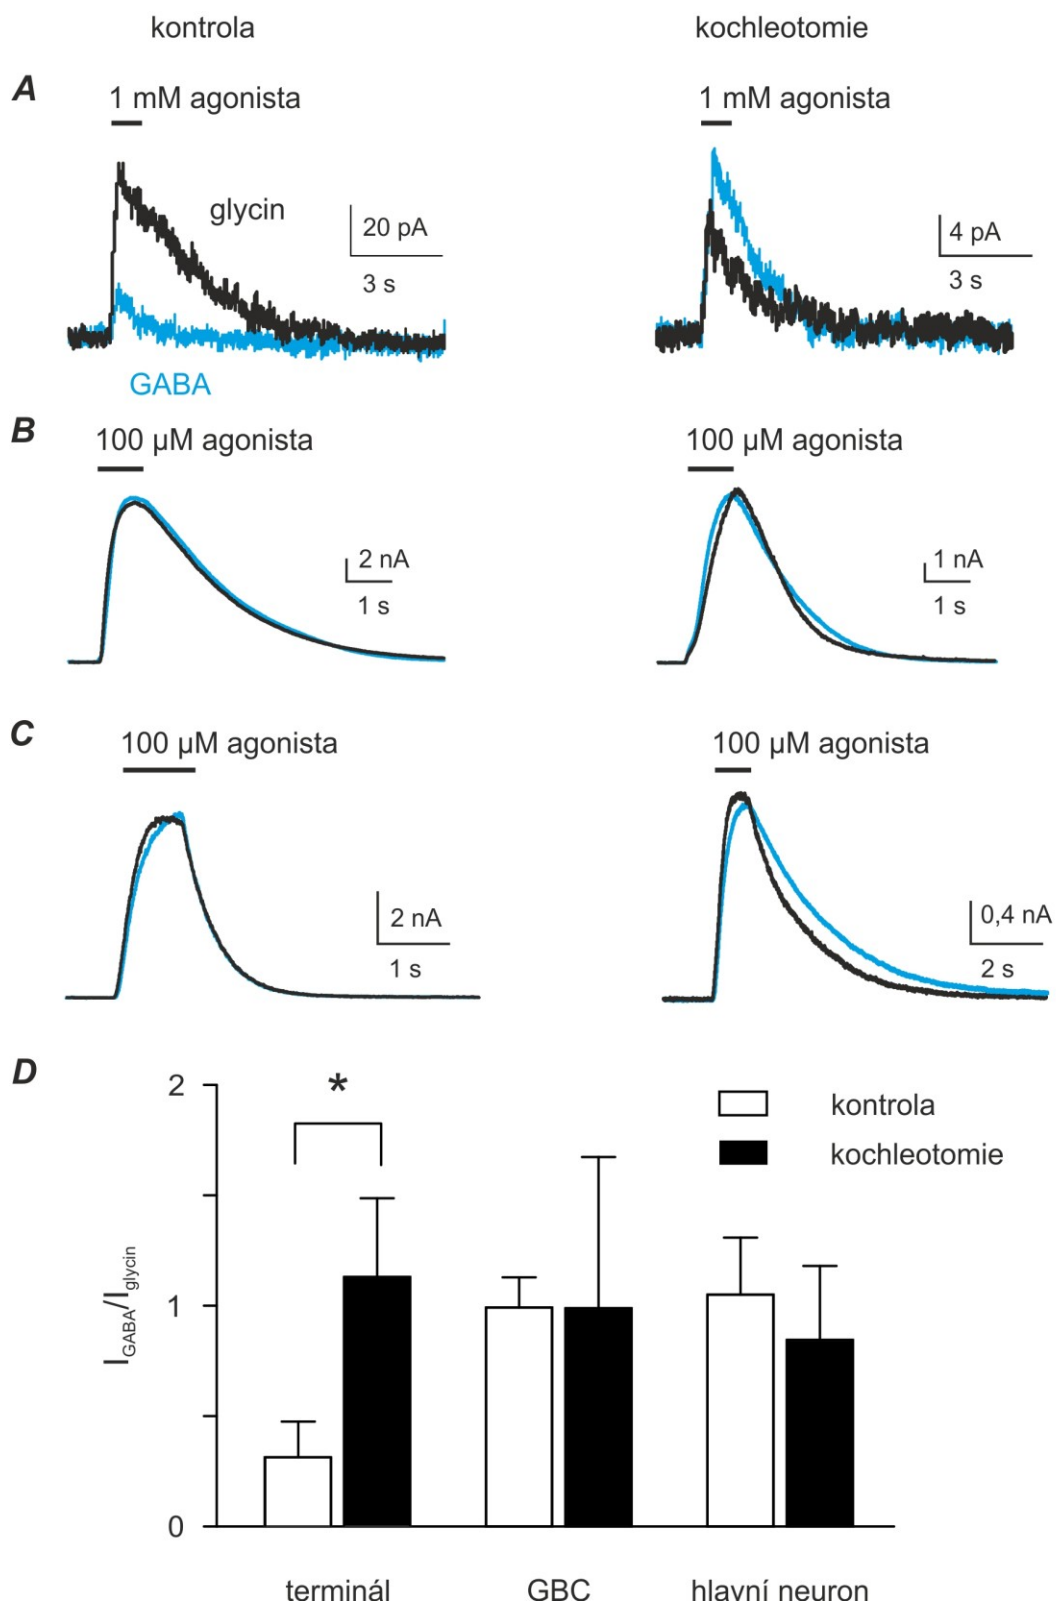 kontrola kochleotomie
A
1 mM agonista 1 mM agonista
glycin
20 pA
3 s
4 pA
3 s
GABA
B
100 µM agonista 100 µM agonista
2 nA
1 s
1 nA
1 s
C
100 µM agonista 100 µM agonista
2 nA
1 s
0,4 nA
2 s
D
2
*
kontrola
kochleotomie
1
IGABA/Iglycin
0
terminál GBC hlavní neuron